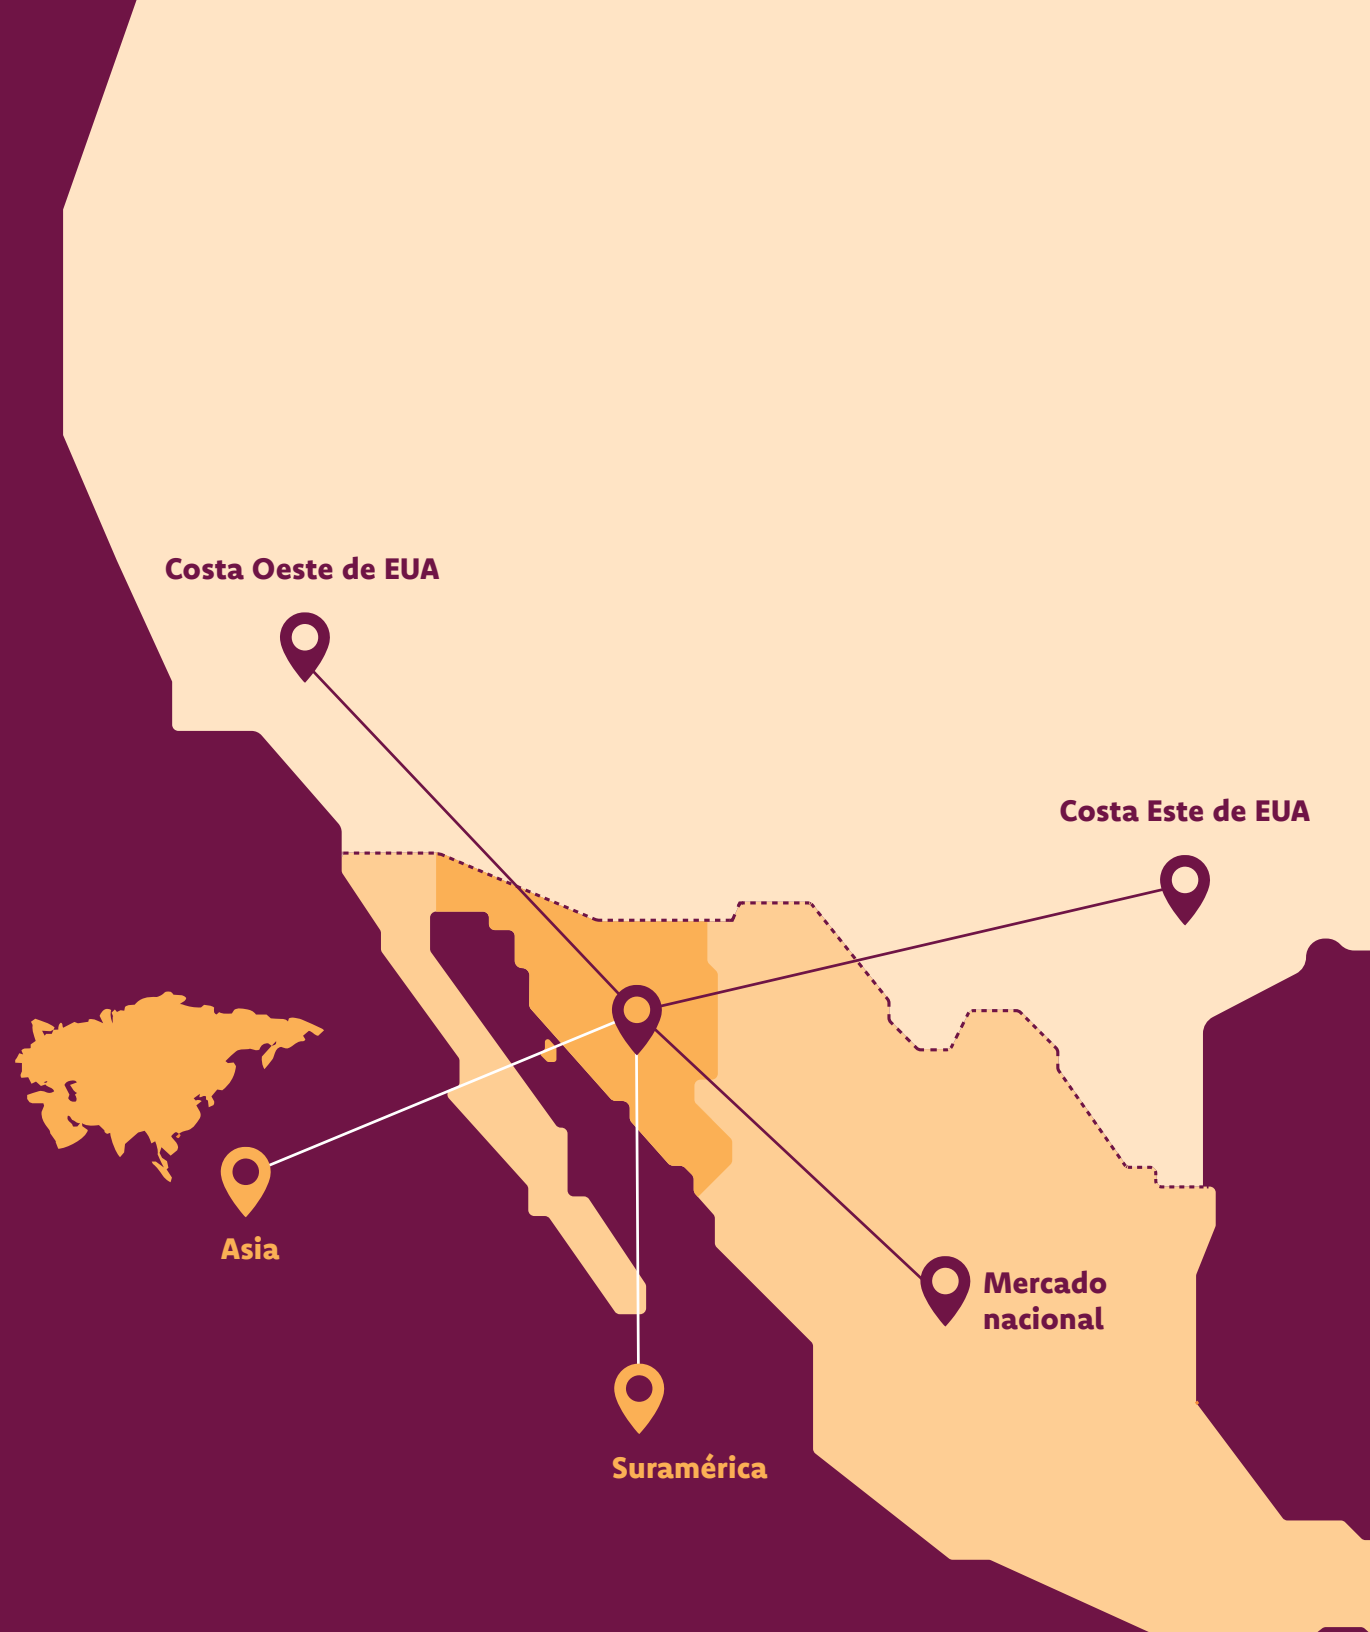 Costa Oeste de EUA
Costa Este de EUA
Asia
Mercado
nacional
Suramérica